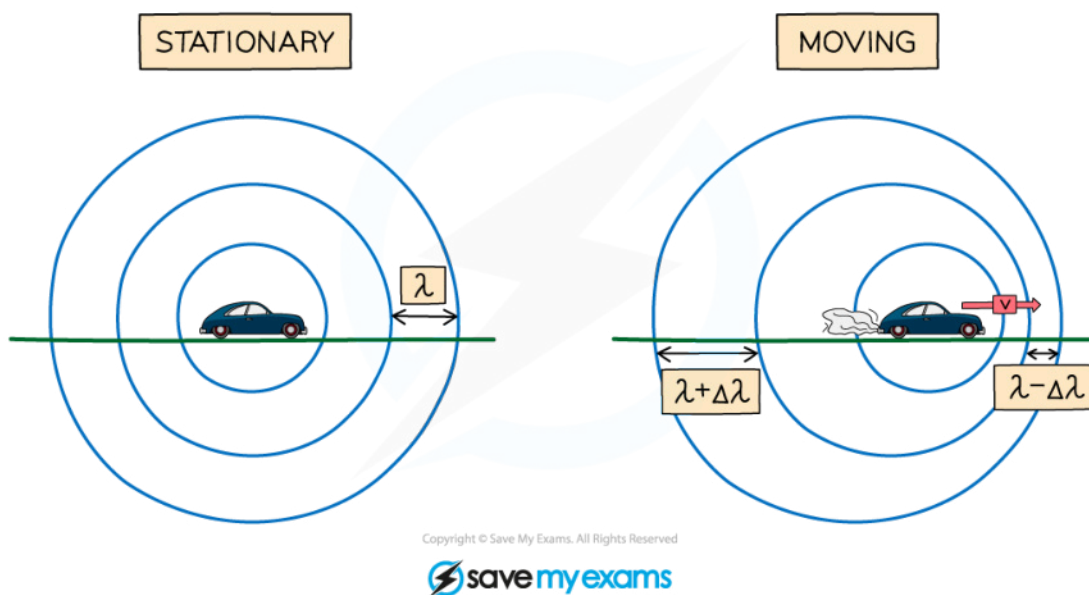 STATIONARY
MOVING
λ
V
λ+Δλ
λ-Δλ
Copyright © Save My Exams. All Rights Reserved
save my exams